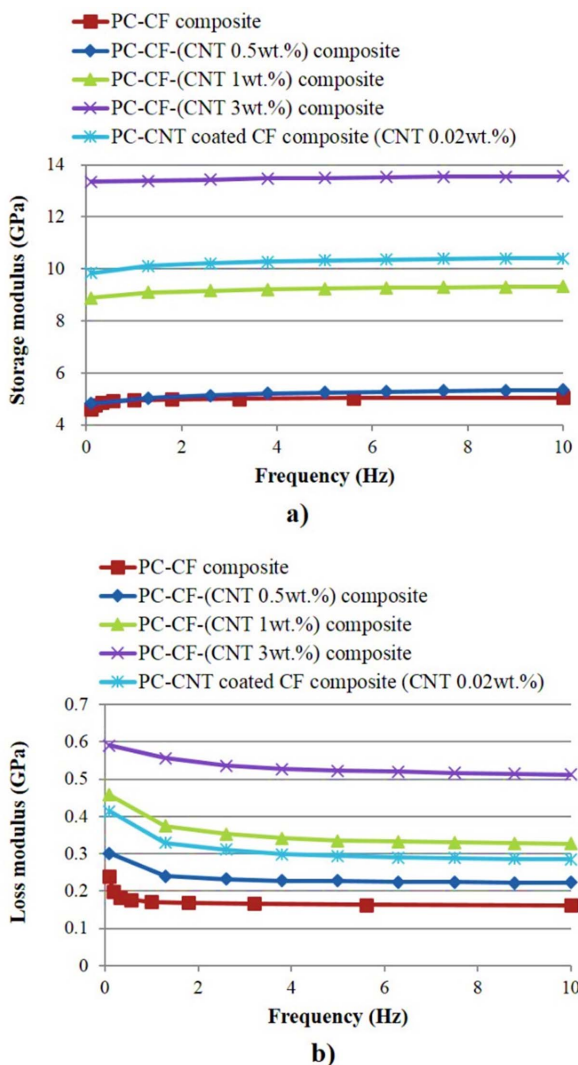 PC-CF composite
PC-CF-(CNT 0.5wt.%) composite
PC-CF-(CNT 1wt.%) composite
PC-CF-(CNT 3wt.%) composite
PC-CNT coated CF composite (CNT 0.02wt.%)
14
12
10
8
6
4
Storage modulus (GPa)
0 2 4 6 8 10
Frequency (Hz)
a)
PC-CF composite
PC-CF-(CNT 0.5wt.%) composite
PC-CF-(CNT 1wt.%) composite
PC-CF-(CNT 3wt.%) composite
PC-CNT coated CF composite (CNT 0.02wt.%)
0.7
0.6
0.5
0.4
0.3
0.2
0.1
0
Loss modulus (GPa)
0 2 4 6 8 10
Frequency (Hz)
b)